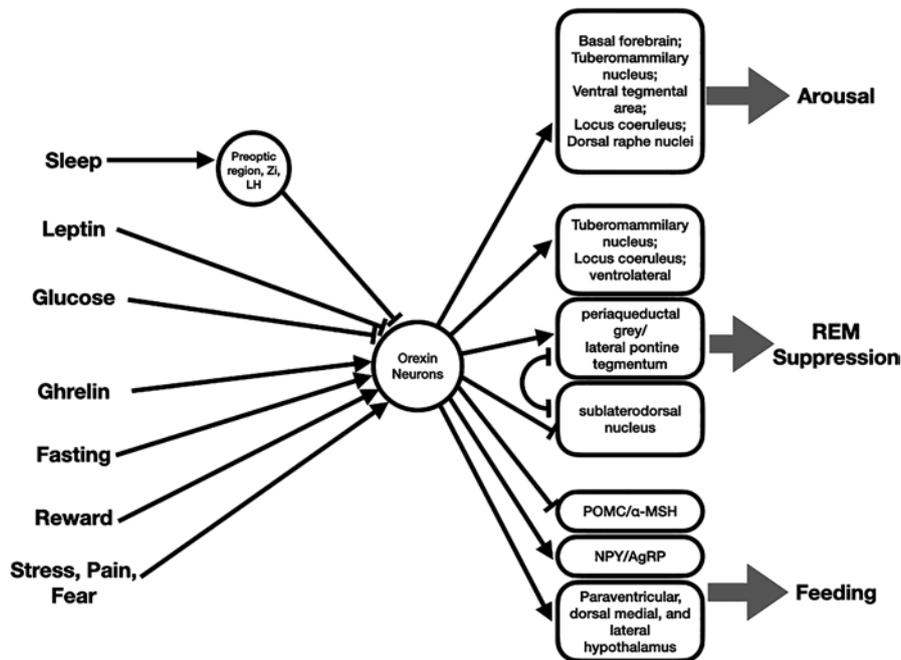 Sleep
Leptin
Glucose
Ghrelin
Fasting
Reward
Stress, Pain,
Fear
Preoptic
region, Zi,
LH
Orexin
Neurons
Basal forebrain;
Tuberomammilary
nucleus;
Ventral tegmental
area;
Locus coeruleus;
Dorsal raphe nuclei
Arousal
Tuberomammilary
nucleus;
Locus coeruleus;
ventrolateral
periaqueductal
grey/
lateral pontine
tegmentum
sublaterodorsal
nucleus
REM
Suppression
POMC/α-MSH
NPY/AgRP
Paraventricular,
dorsal medial, and
lateral
hypothalamus
Feeding